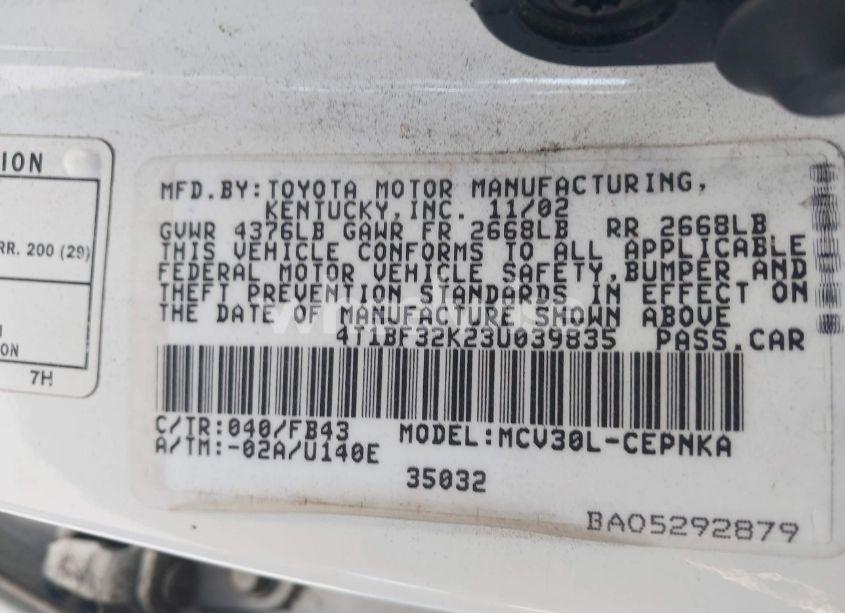 ION
RR. 200 (29)
ON
7H
MFD.BY:TOYOTA MOTOR MANUFACTURING,
KENTUCKY,INC. 11/02
GVWR 4376LB GAWR FR 2668LB RR 2668LB
THIS VEHICLE CONFORMS TO ALL APPLICABLE
FEDERAL MOTOR VEHICLE SAFETY,BUMPER AND
THEFT PREVENTION STANDARDS IN EFFECT ON
THE DATE OF MANUFACTURE SHOWN ABOVE
4T1BF32K23U039835 PASS.CAR
C/TR:040/FB43 MODEL:MCV30L-CEPNKA
A/TM:-02A/U140E
35032
BA05292879